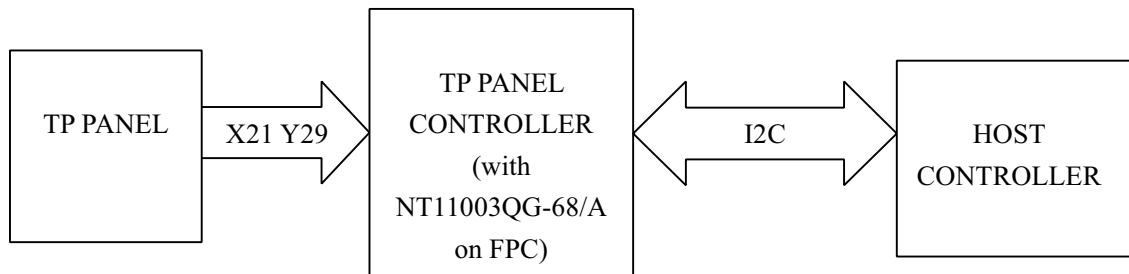 TP PANEL
X21 Y29
TP PANEL
CONTROLLER
(with
NT11003QG-68/A
on FPC)
I2C
HOST
CONTROLLER